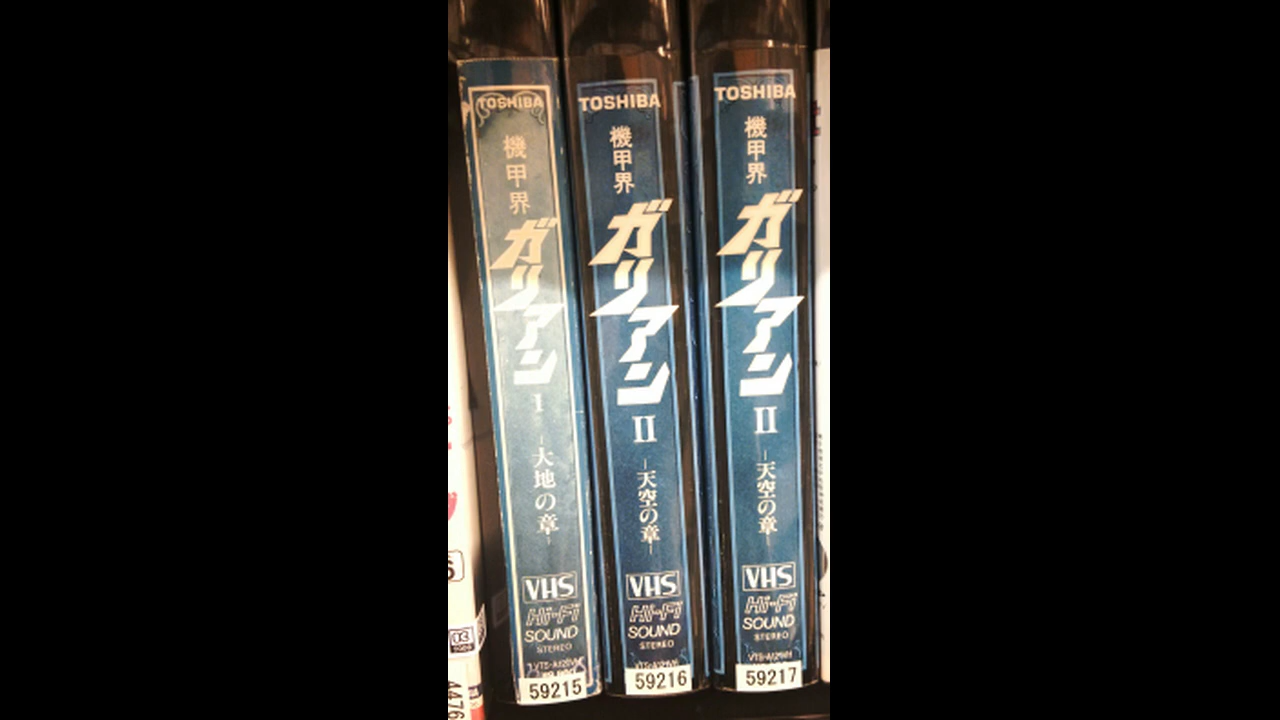 TOSHIBA
機甲界
ガリアン
I
-大地の章-
VHS
Hi-Fi
SOUND
STEREO
59215
TOSHIBA
機甲界
ガリアン
II
-天空の章-
VHS
Hi-Fi
SOUND
STEREO
59216
TOSHIBA
機甲界
ガリアン
II
-天空の章-
VHS
Hi-Fi
SOUND
STEREO
59217
4476